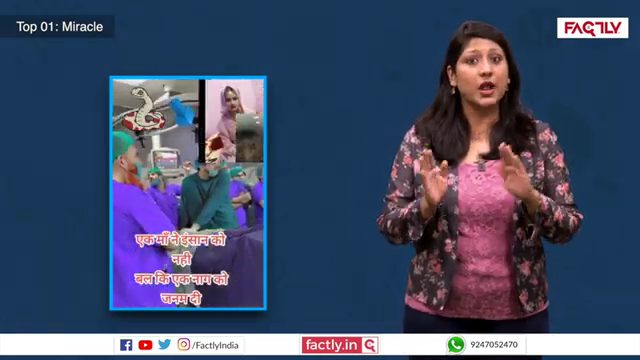 Top 01: Miracle
FACTLY
एक माँ ने इंसान को
नही
बल कि एक नाग को
जनम दी
/FactlyIndia
factly.in
9247052470